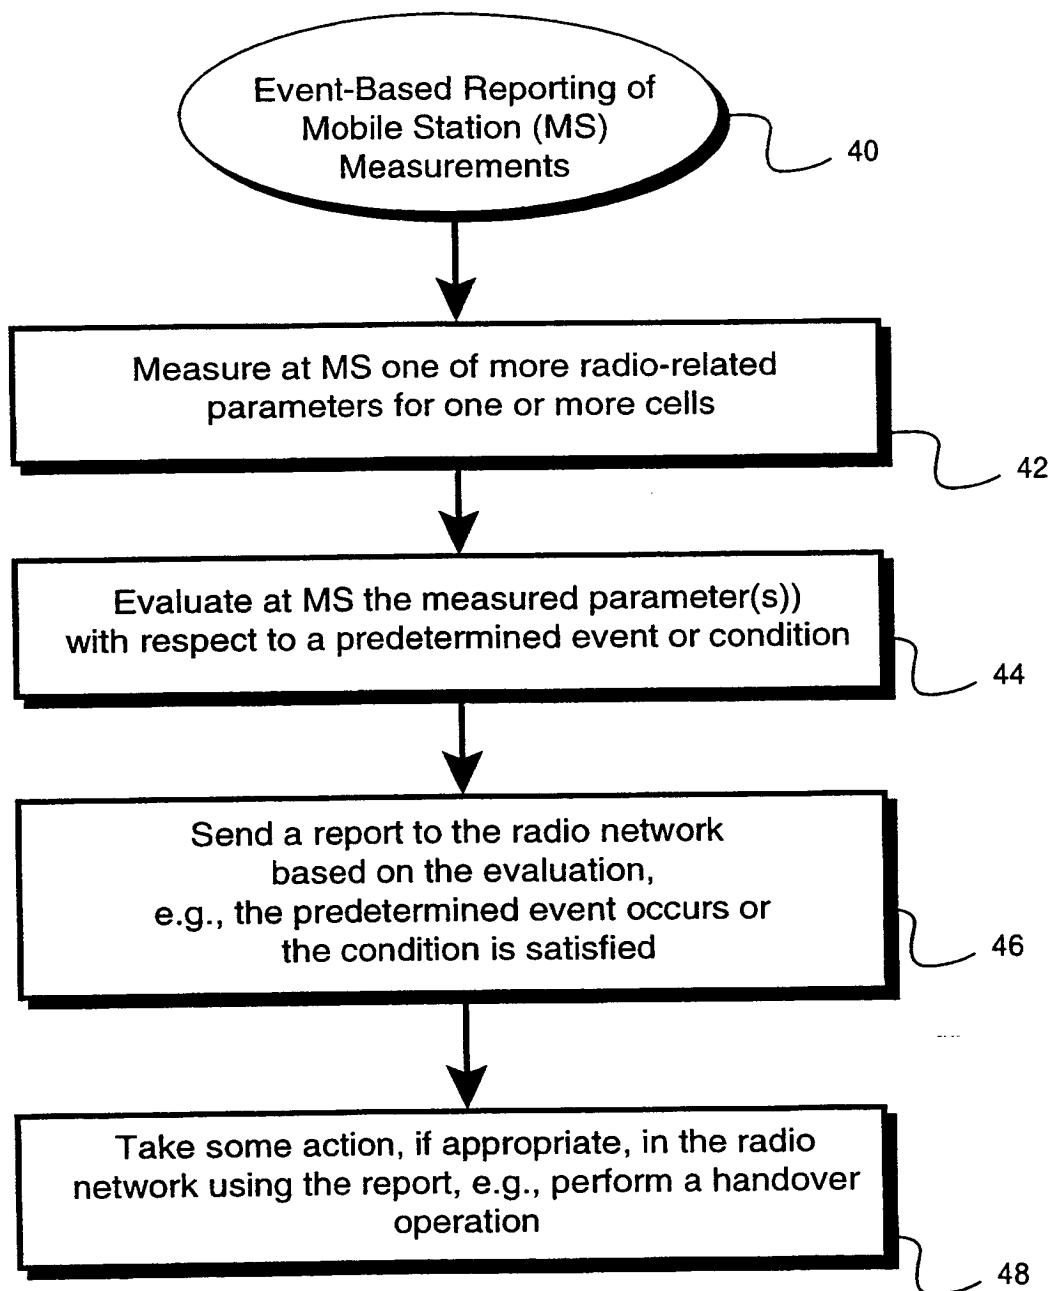 Event-Based Reporting of
Mobile Station (MS)
Measurements
40
Measure at MS one of more radio-related
parameters for one or more cells
42
Evaluate at MS the measured parameter(s))
with respect to a predetermined event or condition
44
Send a report to the radio network
based on the evaluation,
e.g., the predetermined event occurs or
the condition is satisfied
46
Take some action, if appropriate, in the radio
network using the report, e.g., perform a handover
operation
48